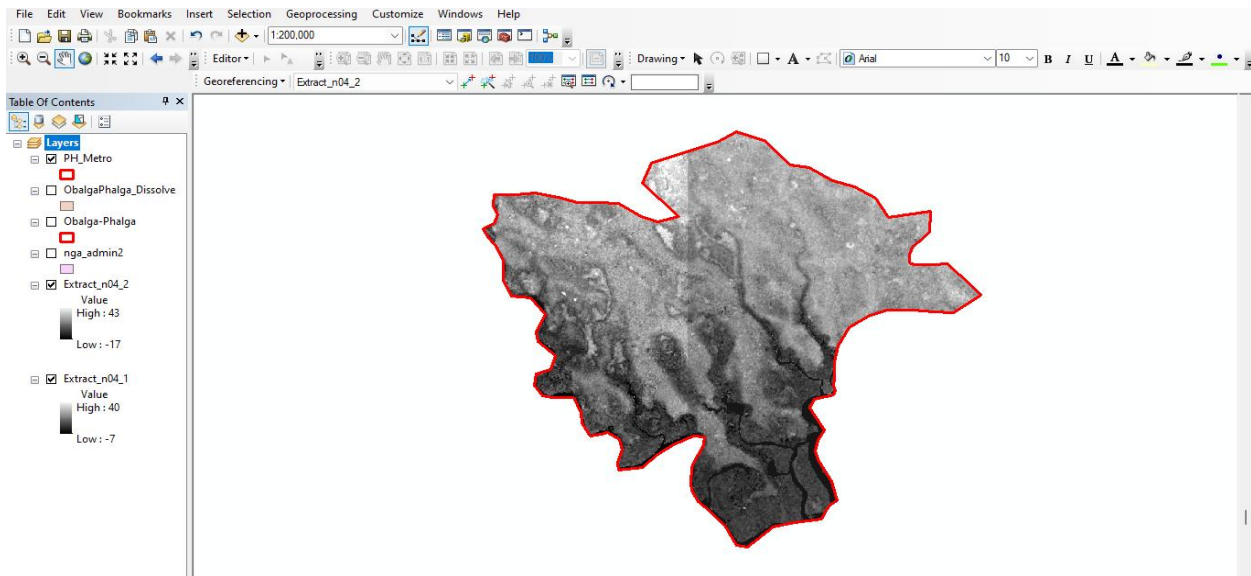 File Edit View Bookmarks Insert Selection Geoprocessing Customize Windows Help
1:200,000
Editor Drawing Arial 10 B I U A
Georeferencing Extract_n04_2
Table Of Contents
Layers
PH_Metro
ObalgaPhalga_Dissolve
Obalga-Phalga
nga_admin2
Extract_n04_2
Value
High : 43
Low : -17
Extract_n04_1
Value
High : 40
Low : -7